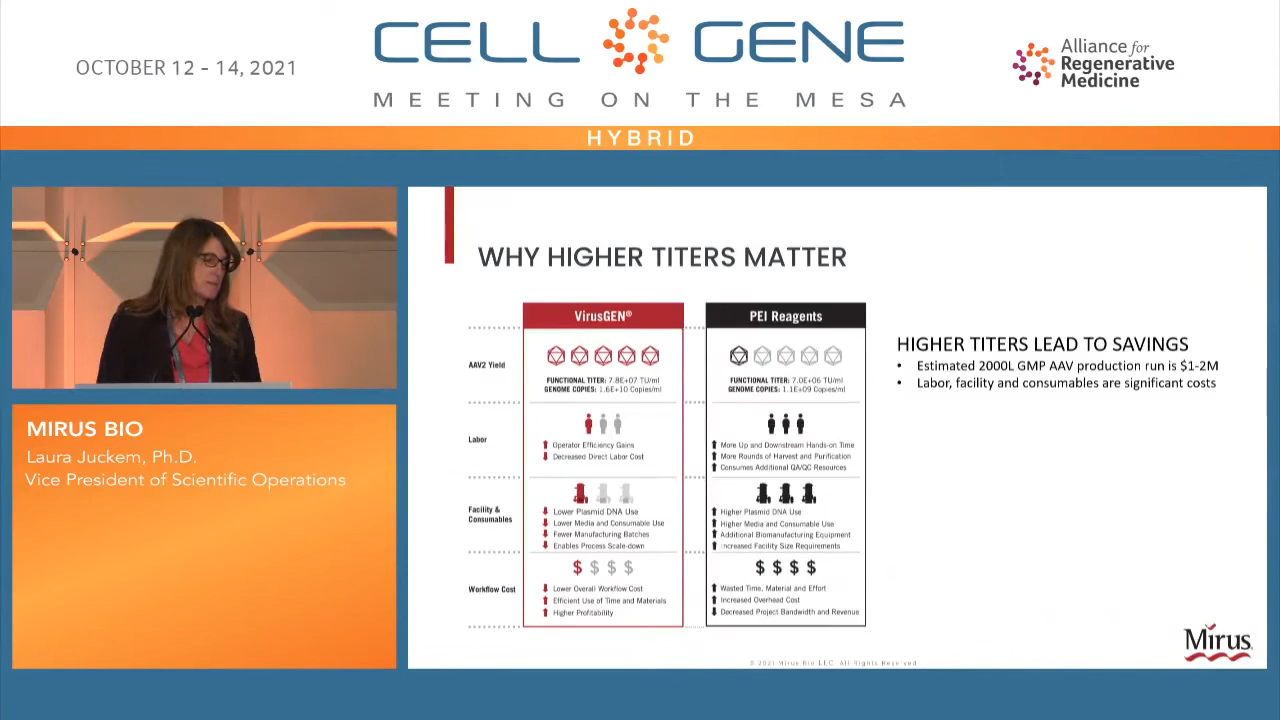 OCTOBER 12 - 14, 2021
CELL GENE
MEETING ON THE MESA
Alliance for
Regenerative
Medicine
HYBRID
MIRUS BIO
Laura Juckem, Ph.D.
Vice President of Scientific Operations
WHY HIGHER TITERS MATTER
VirusGEN®
PEI Reagents
AAV2 Yield
FUNCTIONAL TITER: 7.8E+07 TU/ml
GENOME COPIES: 1.6E+10 Copies/ml
FUNCTIONAL TITER: 7.0E+06 TU/ml
GENOME COPIES: 1.1E+09 Copies/ml
Labor
Operator Efficiency Gains
Decreased Direct Labor Cost
More Up and Downstream Hands-on Time
More Rounds of Harvest and Purification
Consumes Additional QA/QC Resources
Facility &
Consumables
Lower Plasmid DNA Use
Lower Media and Consumable Use
Fewer Manufacturing Batches
Enables Process Scale-down
Higher Plasmid DNA Use
Higher Media and Consumable Use
Additional Biomanufacturing Equipment
Increased Facility Size Requirements
Workflow Cost
$ $ $ $
Lower Overall Workflow Cost
Efficient Use of Time and Materials
Higher Profitability
$ $ $ $
Wasted Time, Material and Effort
Increased Overhead Cost
Decreased Project Bandwidth and Revenue
HIGHER TITERS LEAD TO SAVINGS
• Estimated 2000L GMP AAV production run is $1-2M
• Labor, facility and consumables are significant costs
© 2021 Mirus Bio LLC. All Rights Reserved
Mirus